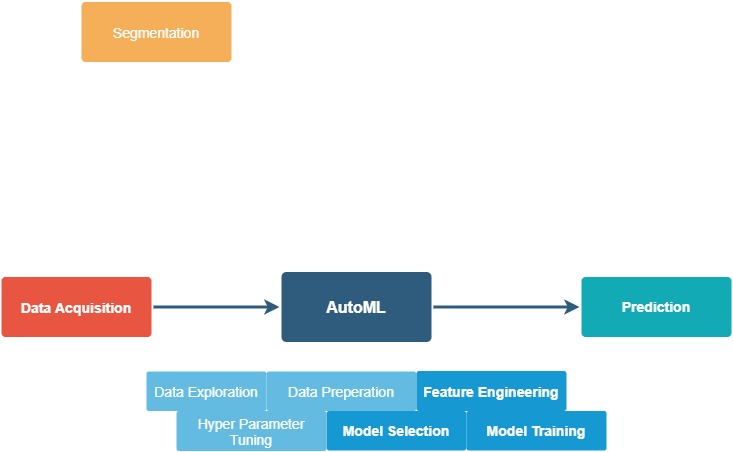 Segmentation
Data Acquisition
AutoML
Prediction
Data Exploration
Data Preperation
Feature Engineering
Hyper Parameter
Tuning
Model Selection
Model Training